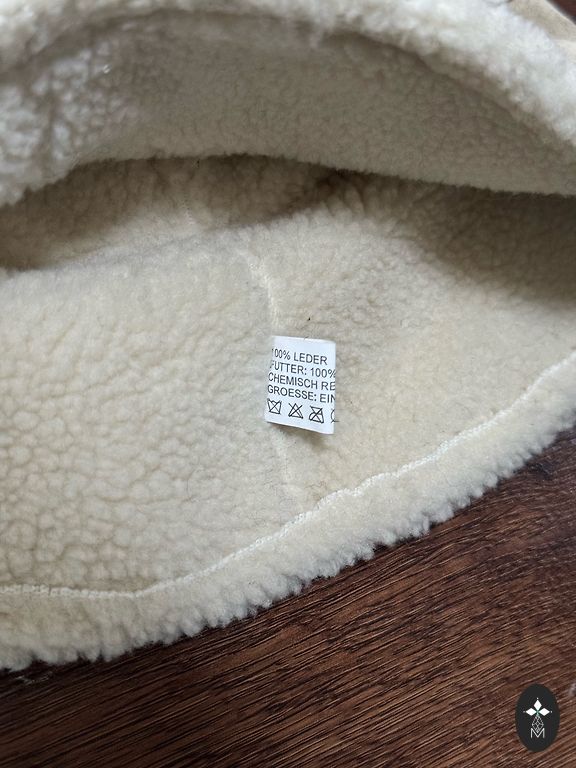 100% LEDER
FUTTER: 100%
CHEMISCH RE
GROESSE: EIN
M